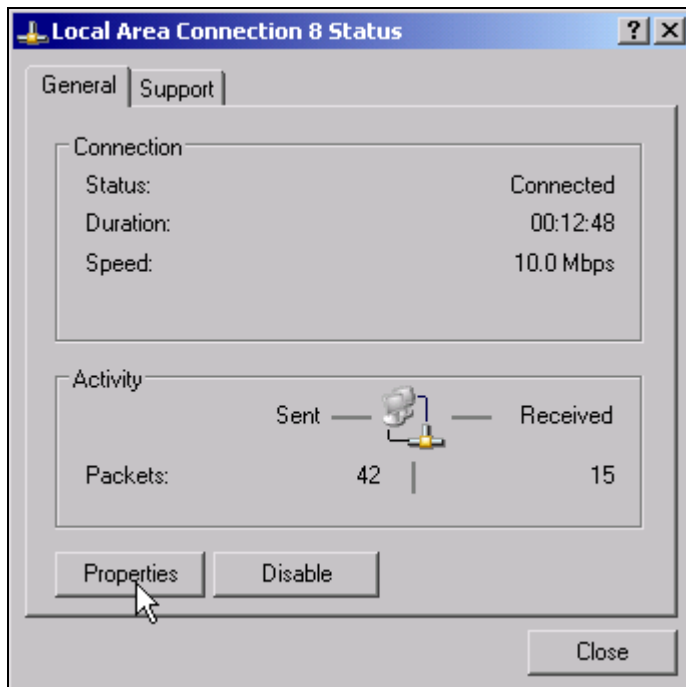 Local Area Connection 8 Status
General Support
Connection
Status: Connected
Duration: 00:12:48
Speed: 10.0 Mbps
Activity
Sent Received
Packets: 42 15
Properties Disable
Close